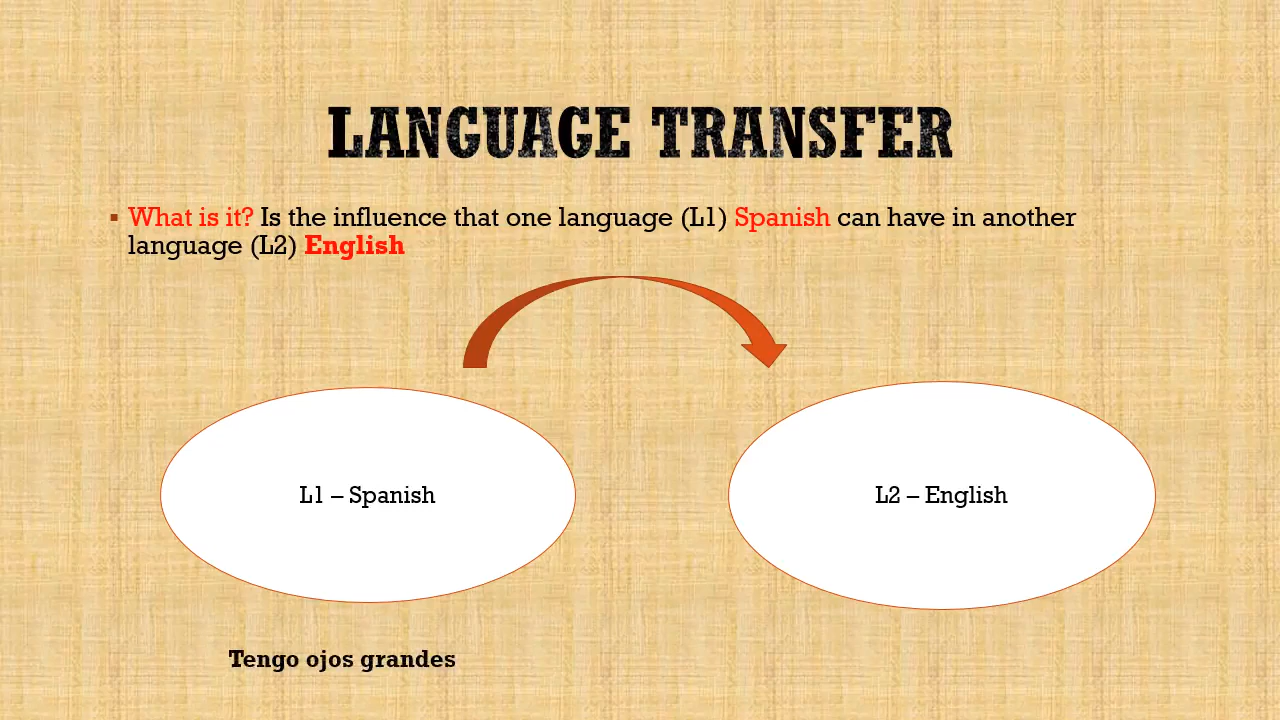 LANGUAGE TRANSFER
▪ What is it? Is the influence that one language (L1) Spanish can have in another
language (L2) English
L1 – Spanish
L2 – English
Tengo ojos grandes